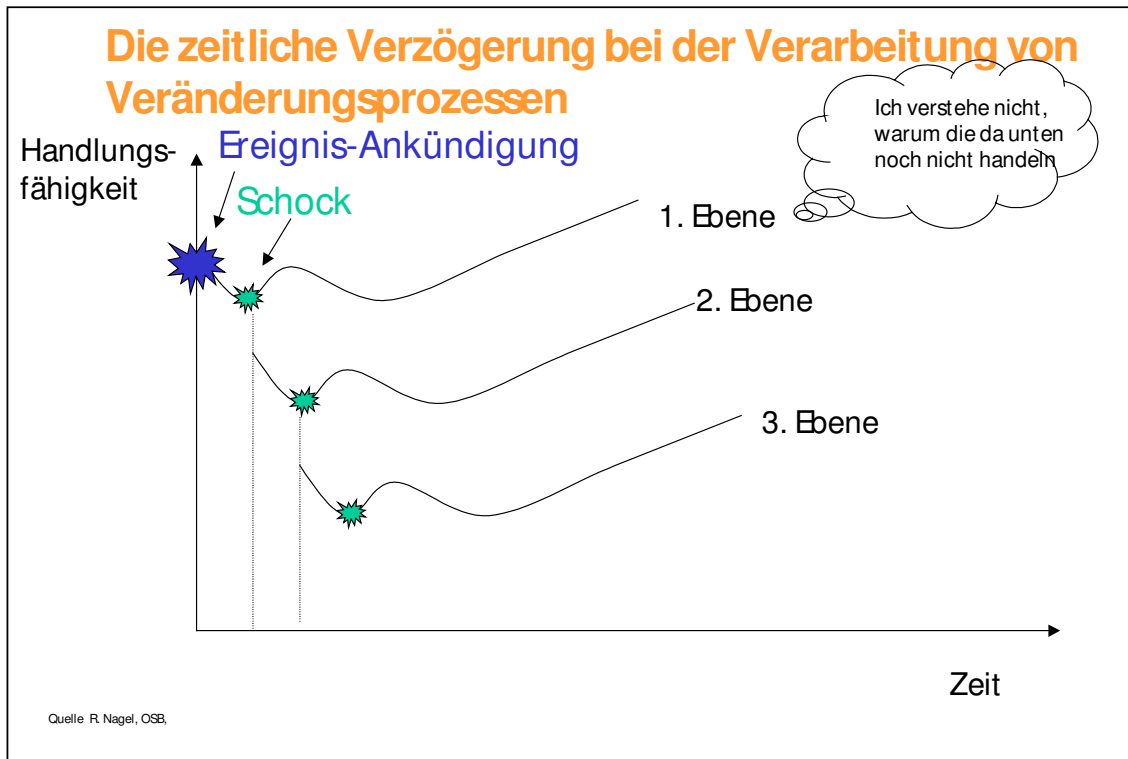 Die zeitliche Verzögerung bei der Verarbeitung von
Veränderungsprozessen
Ich verstehe nicht,
warum die da unten
noch nicht handeln
Ereignis-Ankündigung
Handlungs-
fähigkeit
Schock
1. Ebene
2. Ebene
3. Ebene
Zeit
Quelle R. Nagel, OSB,